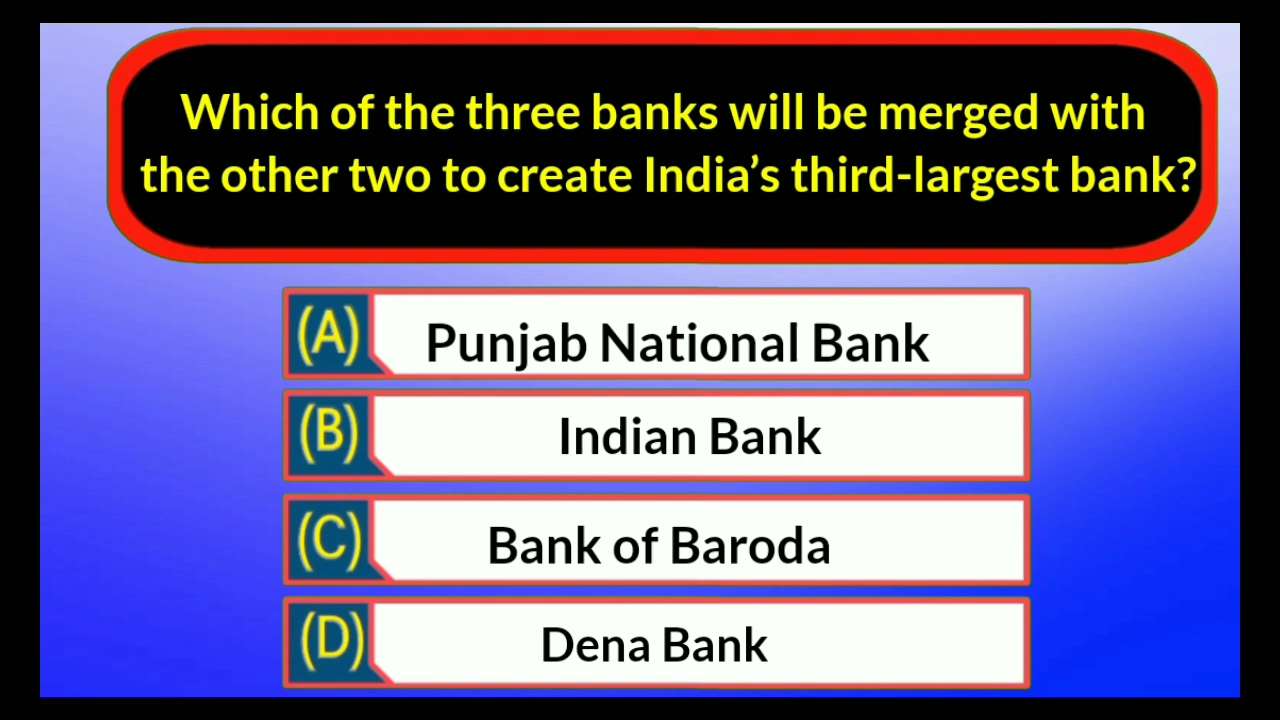 Which of the three banks will be merged with
the other two to create India’s third-largest bank?
(A) Punjab National Bank
(B) Indian Bank
(C) Bank of Baroda
(D) Dena Bank